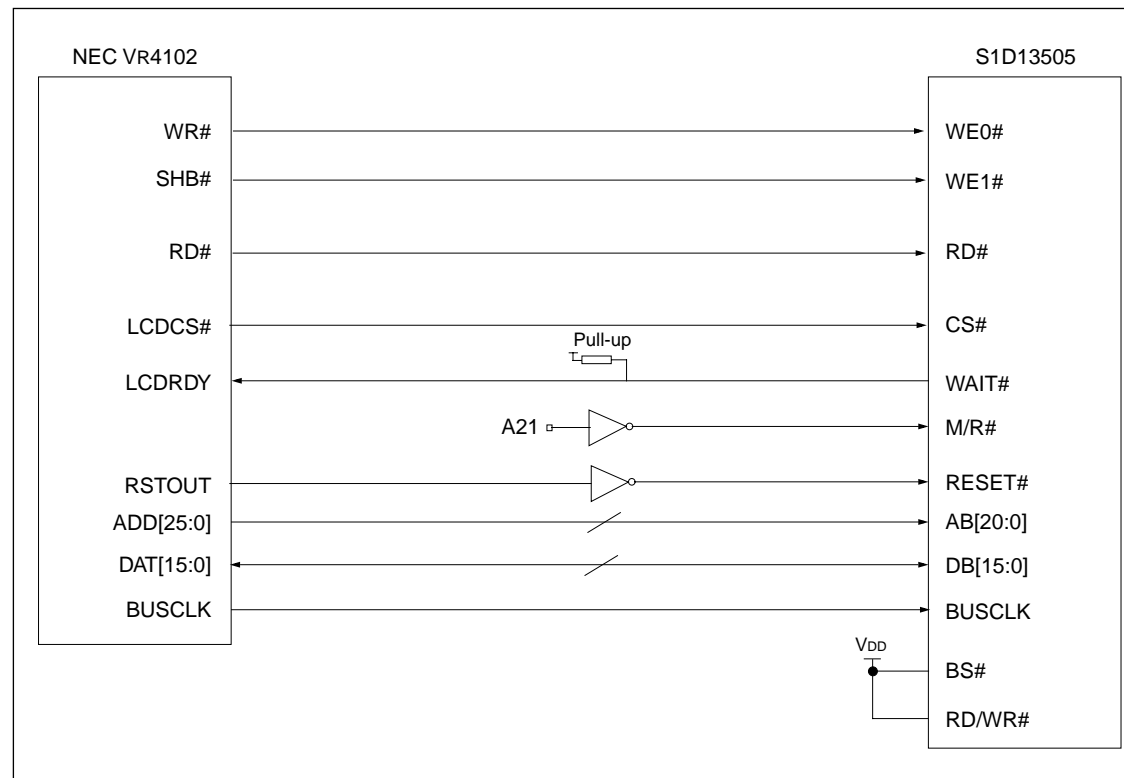 NEC VR4102 S1D13505
WR# WE0#
SHB# WE1#
RD# RD#
LCDCS# CS#
Pull-up
LCDRDY WAIT#
A21 M/R#
RSTOUT RESET#
ADD[25:0] AB[20:0]
DAT[15:0] DB[15:0]
BUSCLK BUSCLK
VDD
BS#
RD/WR#